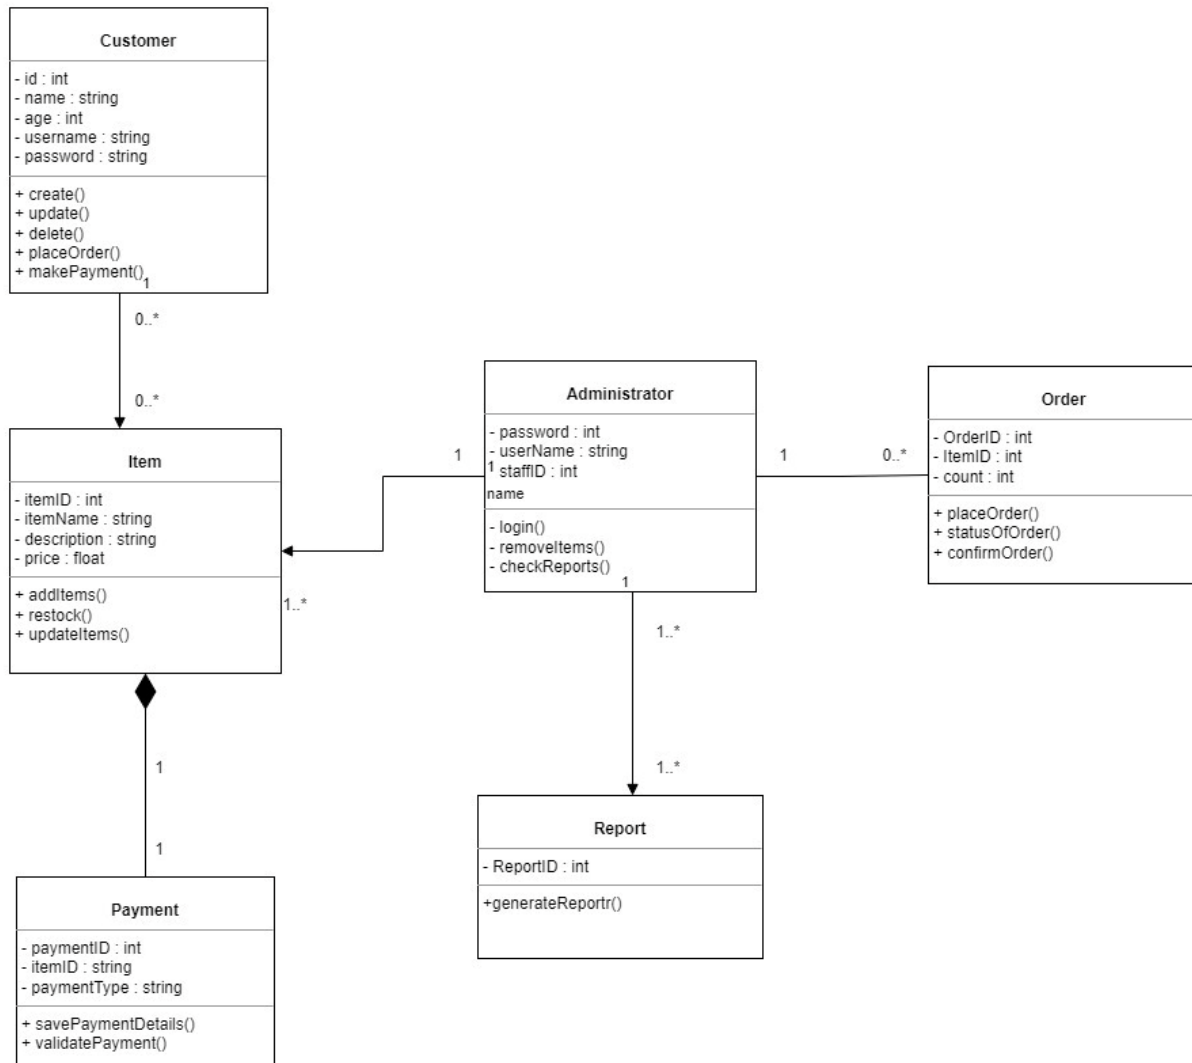 Customer
- id : int
- name : string
- age : int
- username : string
- password : string
+ create()
+ update()
+ delete()
+ placeOrder()
+ makePayment()
1
0..*
0..*
Item
- itemID : int
- itemName : string
- description : string
- price : float
+ addItems()
+ restock()
+ updateItems()
1
1..*
Administrator
- password : int
- userName : string
1 staffID : int
name
- login()
- removeItems()
- checkReports()
1
1
0..*
Order
- OrderID : int
- ItemID : int
- count : int
+ placeOrder()
+ statusOfOrder()
+ confirmOrder()
1..*
1..*
Report
- ReportID : int
+generateReportr()
1
1
Payment
- paymentID : int
- itemID : string
- paymentType : string
+ savePaymentDetails()
+ validatePayment()